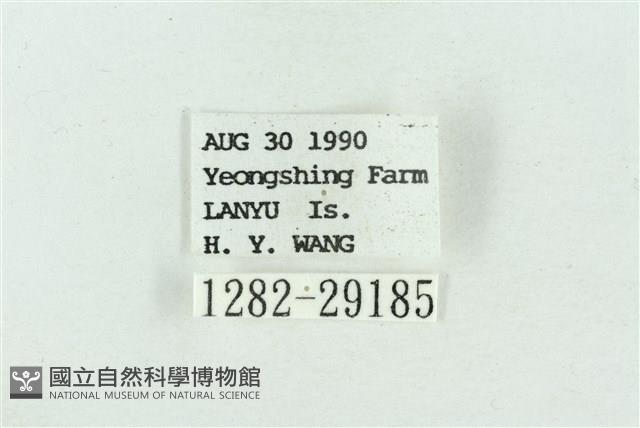 AUG 30 1990
Yeongshing Farm
LANYU Is.
H. Y. WANG
1282-29185
國立自然科學博物館
NATIONAL MUSEUM OF NATURAL SCIENCE